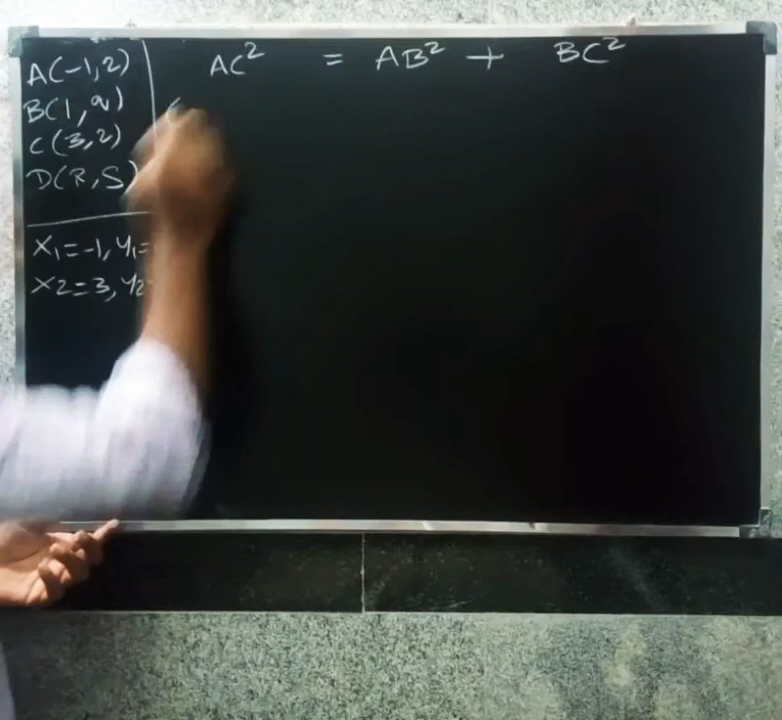 A(-1,2)
B(1,a)
C(3,2)
D(R,S)
x1=-1, y1=
x2=3, y2
AC² = AB² + BC²
(